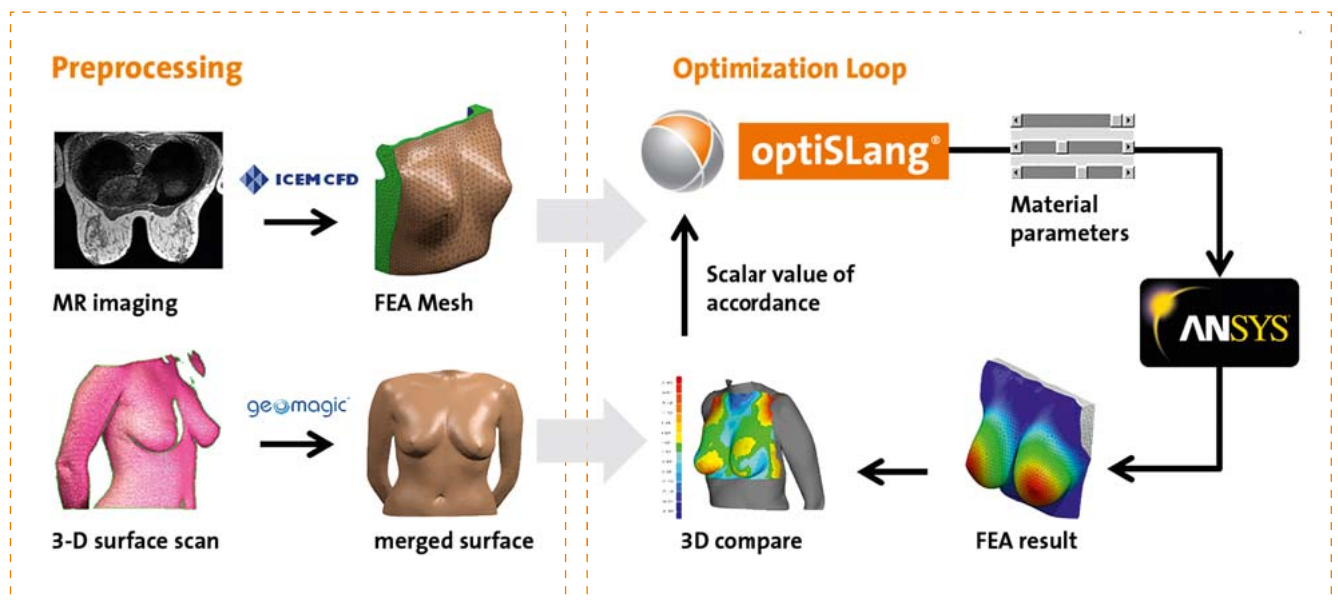 Preprocessing
ICEM CFD
MR imaging
FEA Mesh
geomagic
3-D surface scan
merged surface
Optimization Loop
optiSLang®
Material
parameters
Scalar value of
accordance
ANSYS
3D compare
FEA result